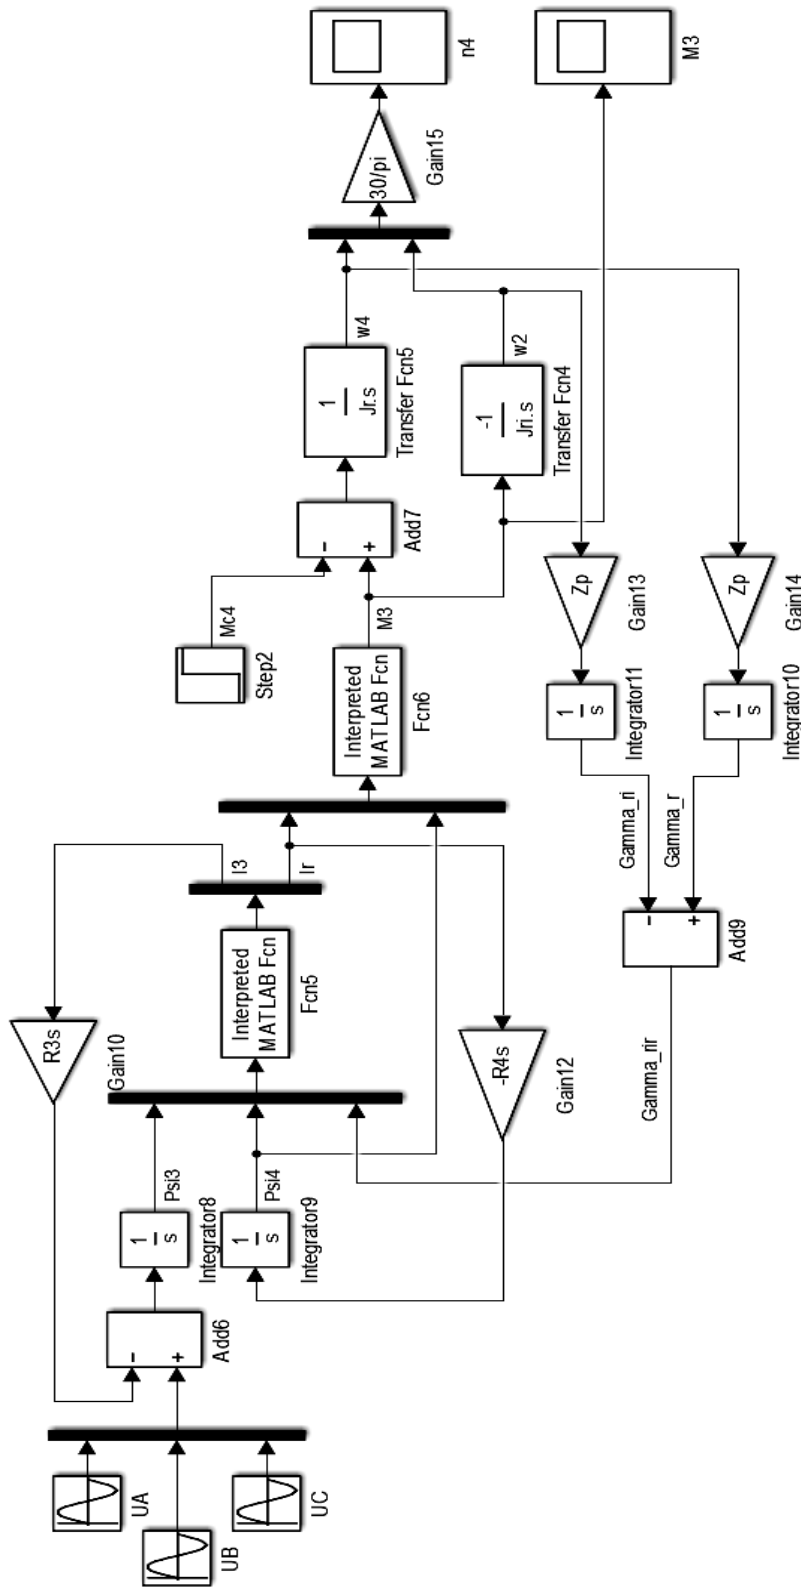 UA
UB
UC
-
+
Add6
R3s
Gain10
1
s
Psi3
Integrator8
1
s
Psi4
Integrator9
Interpreted
MATLAB Fcn
Fcn5
I3
Ir
-R4s
Gain12
Interpreted
MATLAB Fcn
Fcn6
M3
Mc4
Step2
-
+
Add7
1
Jr.s
w4
Transfer Fcn5
-1
Jri.s
w2
Transfer Fcn4
30/pi
Gain15
n4
M3
Zp
Gain13
Zp
Gain14
1
s
Integrator11
1
s
Integrator10
Gamma_ri
Gamma_r
-
+
Add9
Gamma_rir